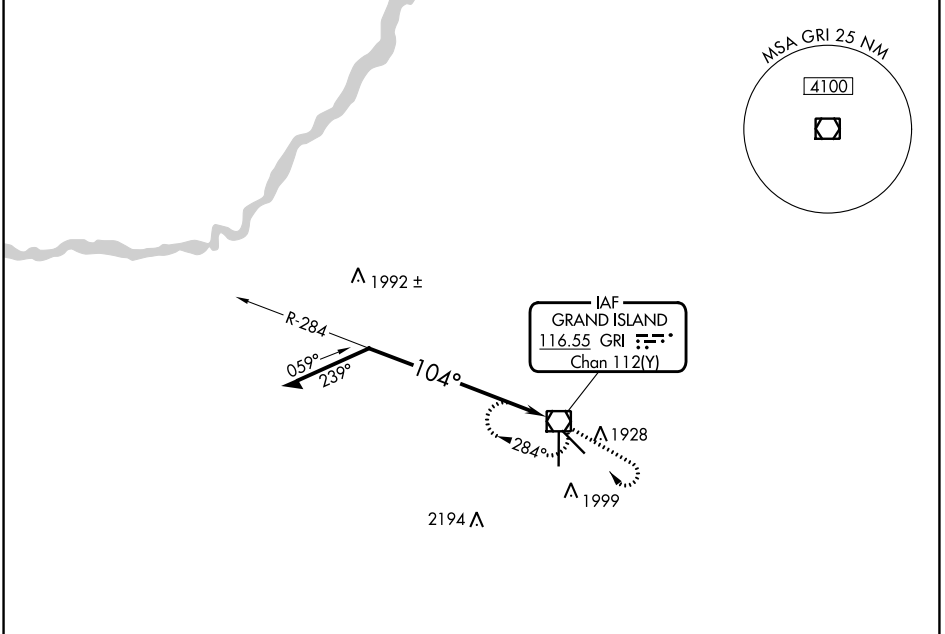 MSA GRI 25 NM
4100
1992 ±
R-284
059°
239°
104°
IAF
GRAND ISLAND
116.55 GRI
Chan 112(Y)
284°
1928
1999
2194